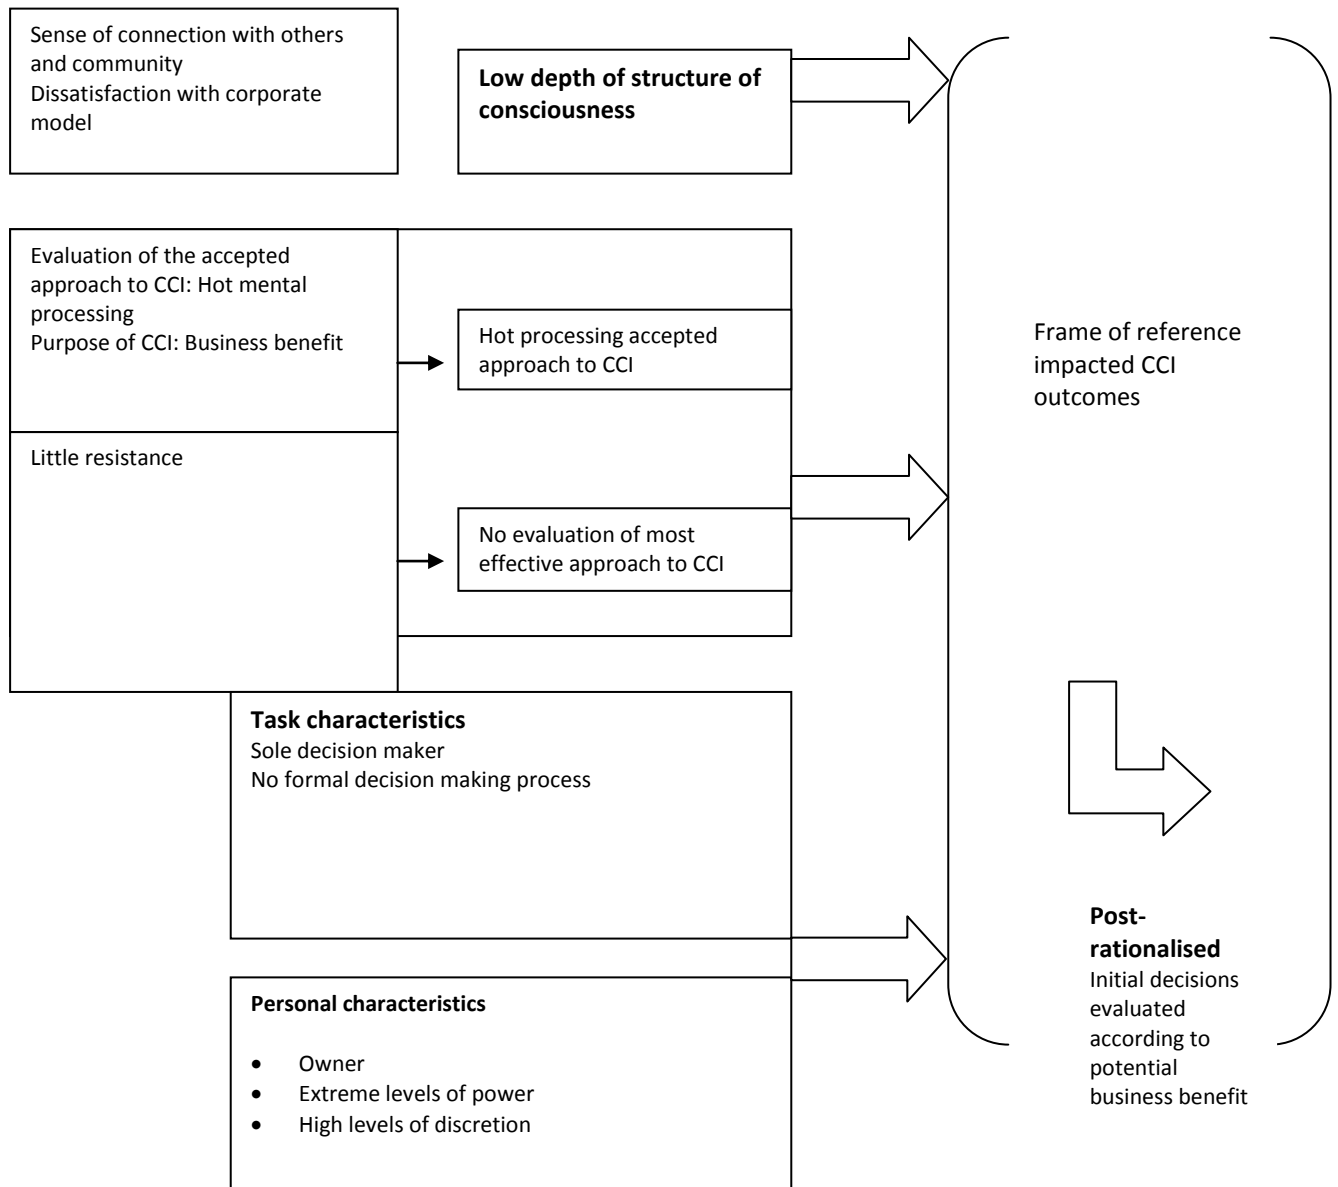 Sense of connection with others
and community
Dissatisfaction with corporate
model
Low depth of structure of
consciousness
Evaluation of the accepted
approach to CCI: Hot mental
processing
Purpose of CCI: Business benefit
Hot processing accepted
approach to CCI
Frame of reference
impacted CCI
outcomes
Little resistance
No evaluation of most
effective approach to CCI
Task characteristics
Sole decision maker
No formal decision making process
Post-
rationalised
Initial decisions
evaluated
according to
potential
business benefit
Personal characteristics
• Owner
• Extreme levels of power
• High levels of discretion